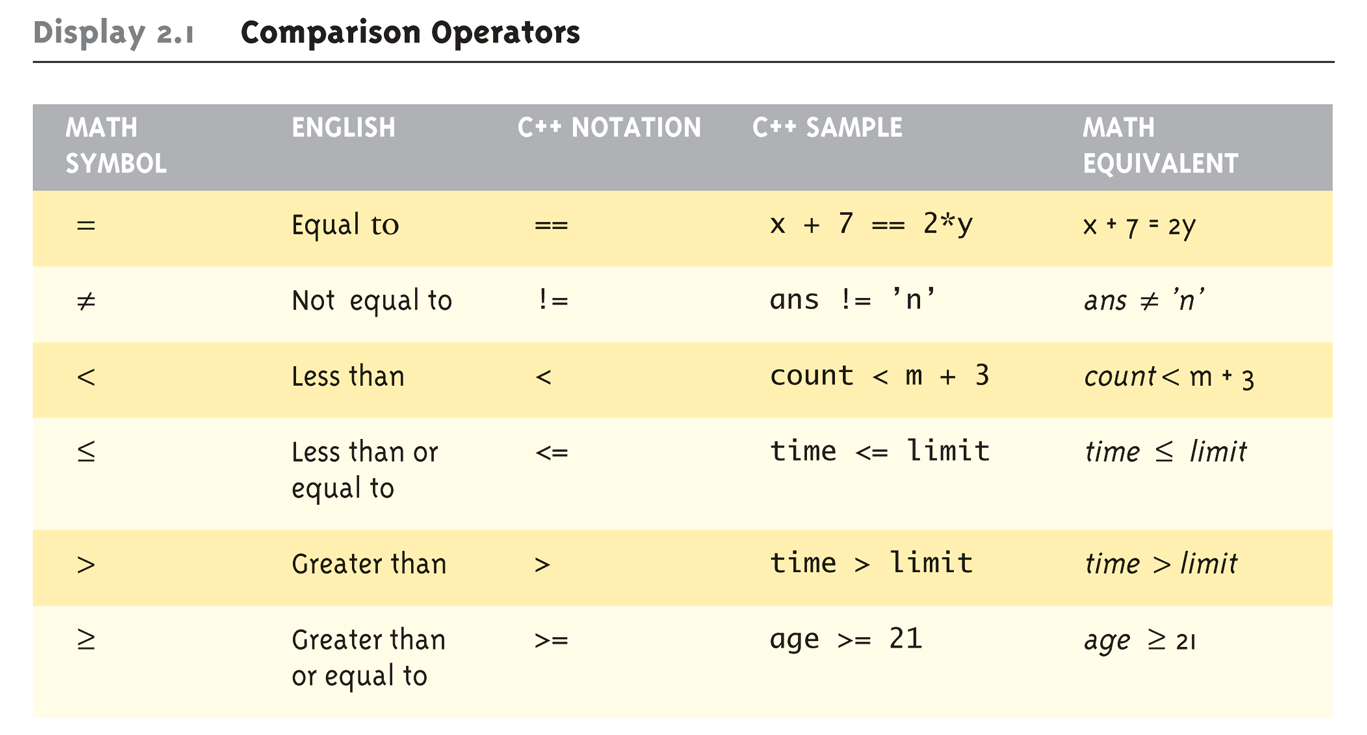 Display 2.1 Comparison Operators
MATH SYMBOL ENGLISH C++ NOTATION C++ SAMPLE MATH EQUIVALENT
= Equal to == x + 7 == 2*y x + 7 = 2y
≠ Not equal to != ans != ’n’ ans ≠ ’n’
< Less than < count < m + 3 count < m + 3
≤ Less than or equal to <= time <= limit time ≤ limit
> Greater than > time > limit time > limit
≥ Greater than or equal to >= age >= 21 age ≥ 21